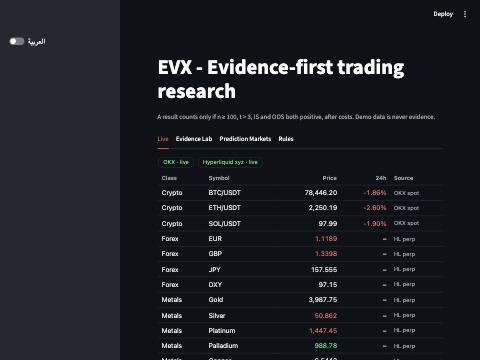 Deploy
العربية
EVX - Evidence-first trading
research
A result counts only if n ≥ 100, t > 3, IS and OOS both positive, after costs. Demo data is never evidence.
Live Evidence Lab Prediction Markets Rules
OKX · live Hyperliquid xyz · live
Class Symbol Price 24h Source
Crypto BTC/USDT 78,446.20 -1.86% OKX spot
Crypto ETH/USDT 2,250.19 -2.60% OKX spot
Crypto SOL/USDT 97.99 -1.90% OKX spot
Forex EUR 1.1189 – HL perp
Forex GBP 1.3398 – HL perp
Forex JPY 157.555 – HL perp
Forex DXY 97.15 – HL perp
Metals Gold 3,987.75 – HL perp
Metals Silver 50.862 – HL perp
Metals Platinum 1,447.45 – HL perp
Metals Palladium 988.78 – HL perp